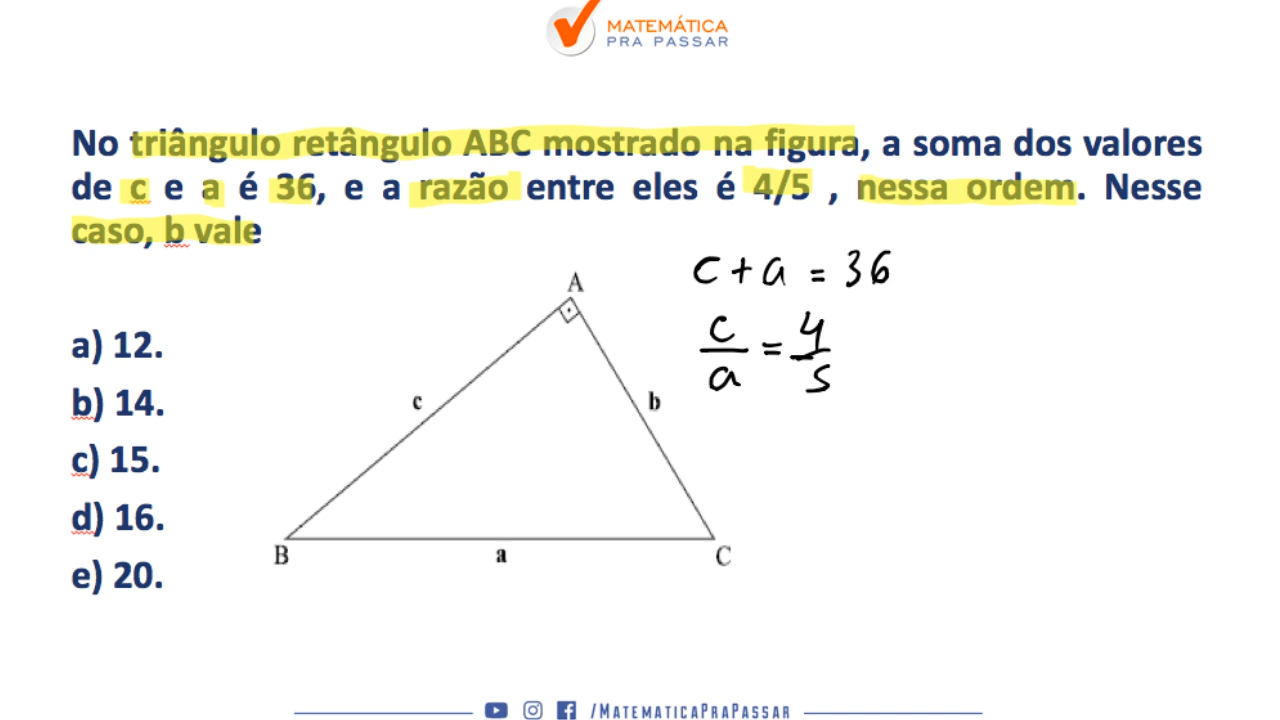 MATEMÁTICA
PRA PASSAR
No triângulo retângulo ABC mostrado na figura, a soma dos valores
de c e a é 36, e a razão entre eles é 4/5 , nessa ordem. Nesse
caso, b vale
c + a = 36
c/a = 4/5
A
a) 12.
b) 14.
c) 15.
d) 16.
e) 20.
c
b
B
a
C
/MATEMATICAPRAPASSAR